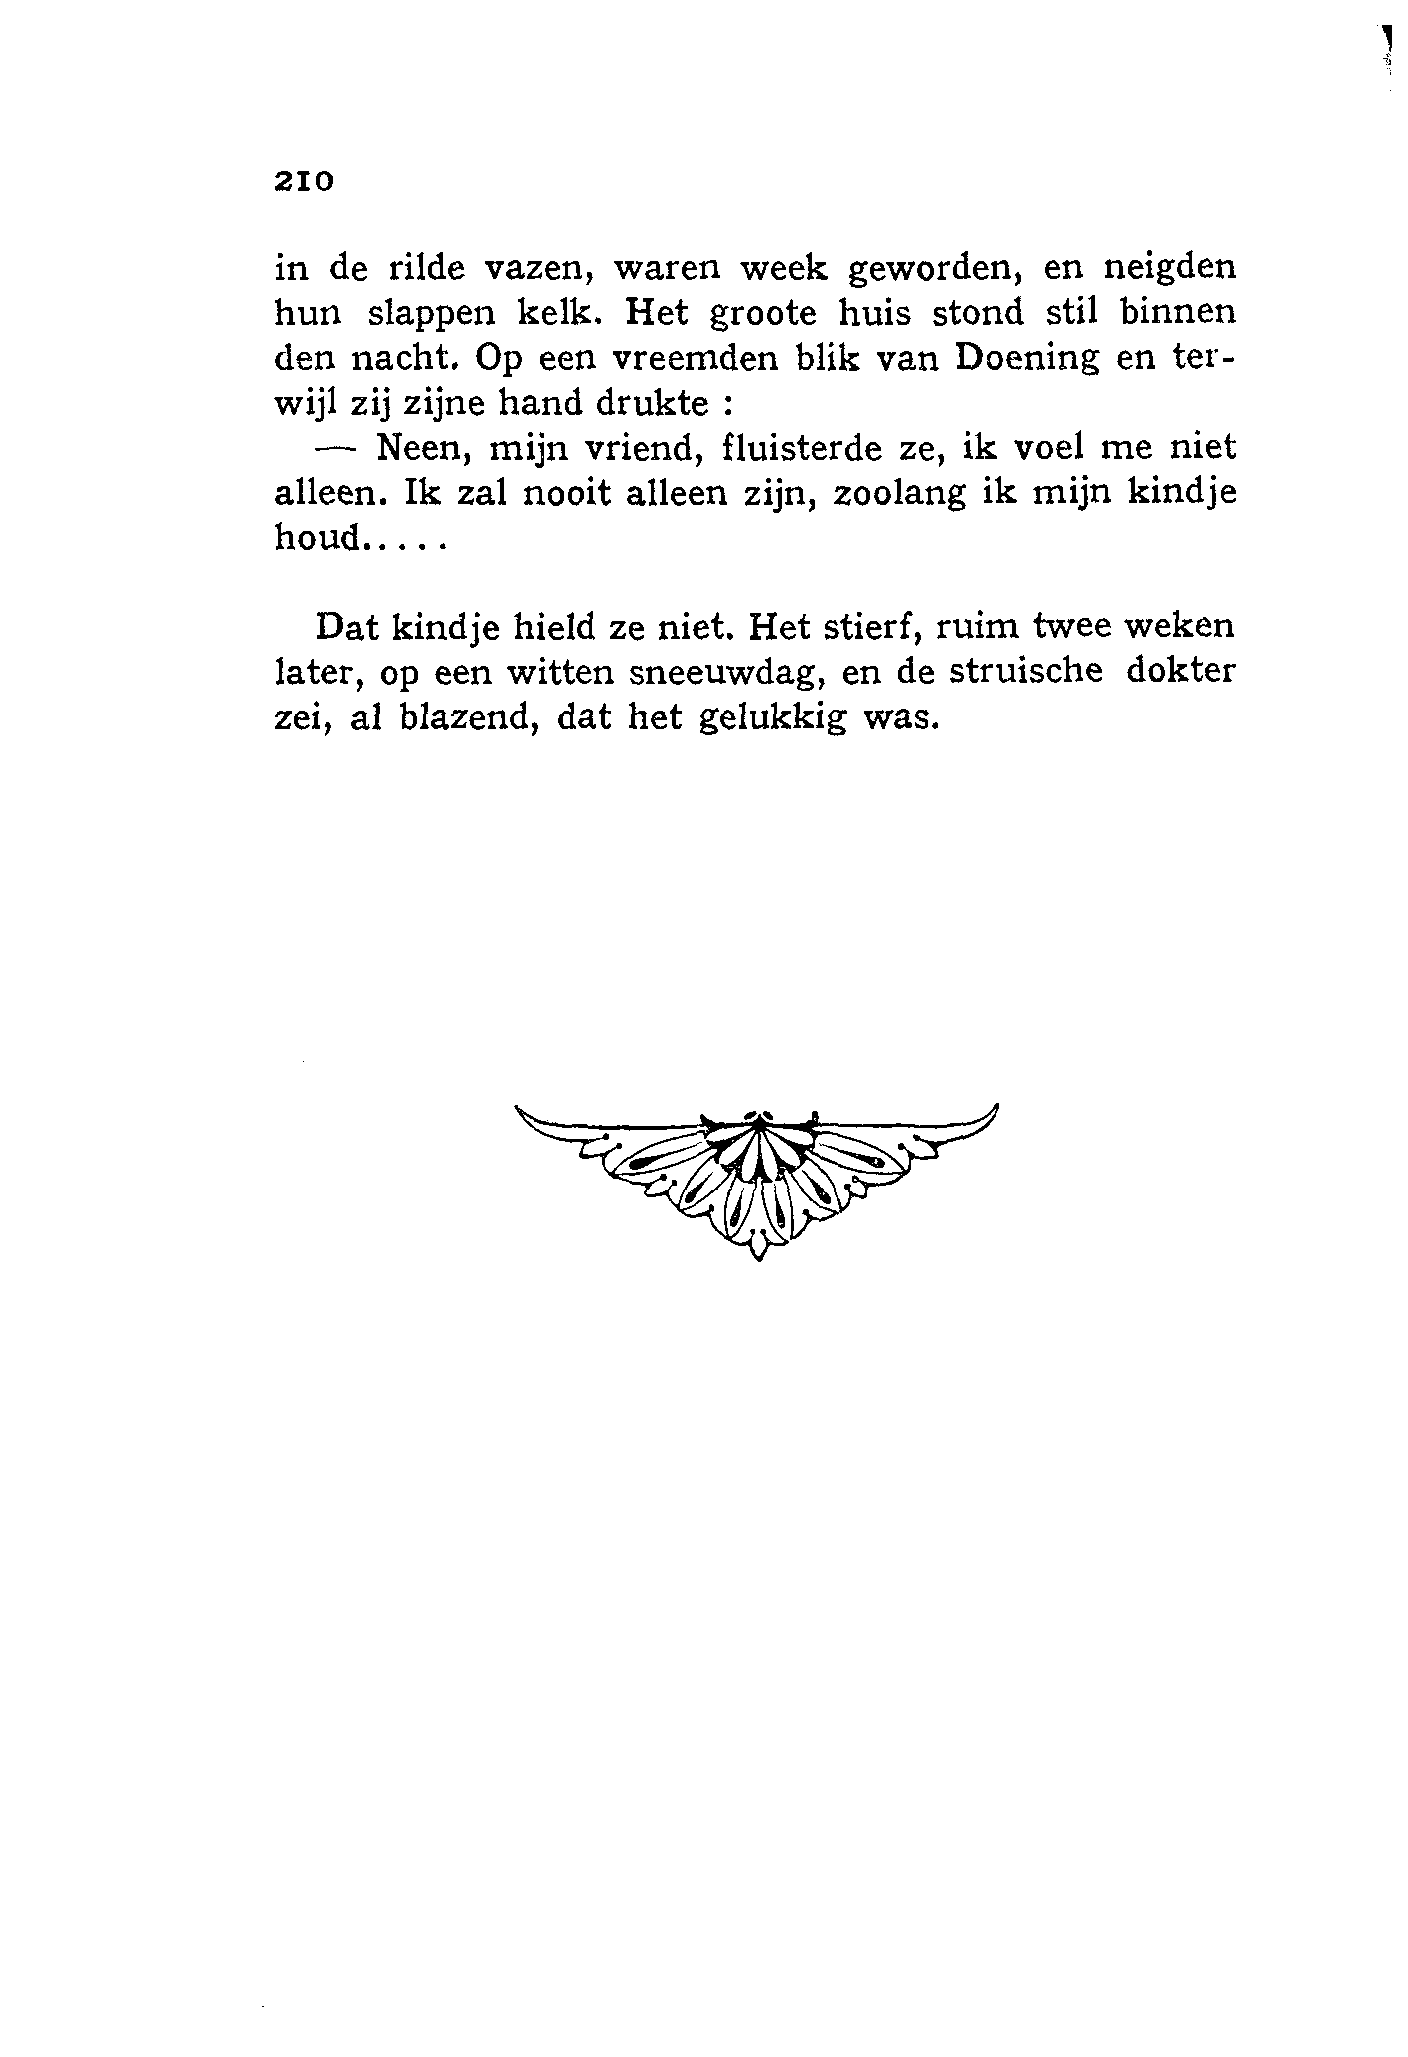 210
in de rilde vazen, waren week geworden, en neigden
hun slappen kelk. Het groote huis stond stil binnen
den nacht. Op een vreemden blik van Doening en ter-
wijl zij zijne hand drukte :
— Neen, mijn vriend, fluisterde ze, ik voel me niet
alleen. Ik zal nooit alleen zijn, zoolang ik mijn kindje
houd.....
Dat kindje hield ze niet. Het stierf, ruim twee weken
later, op een witten sneeuwdag, en de struische dokter
zei, al blazend, dat het gelukkig was.